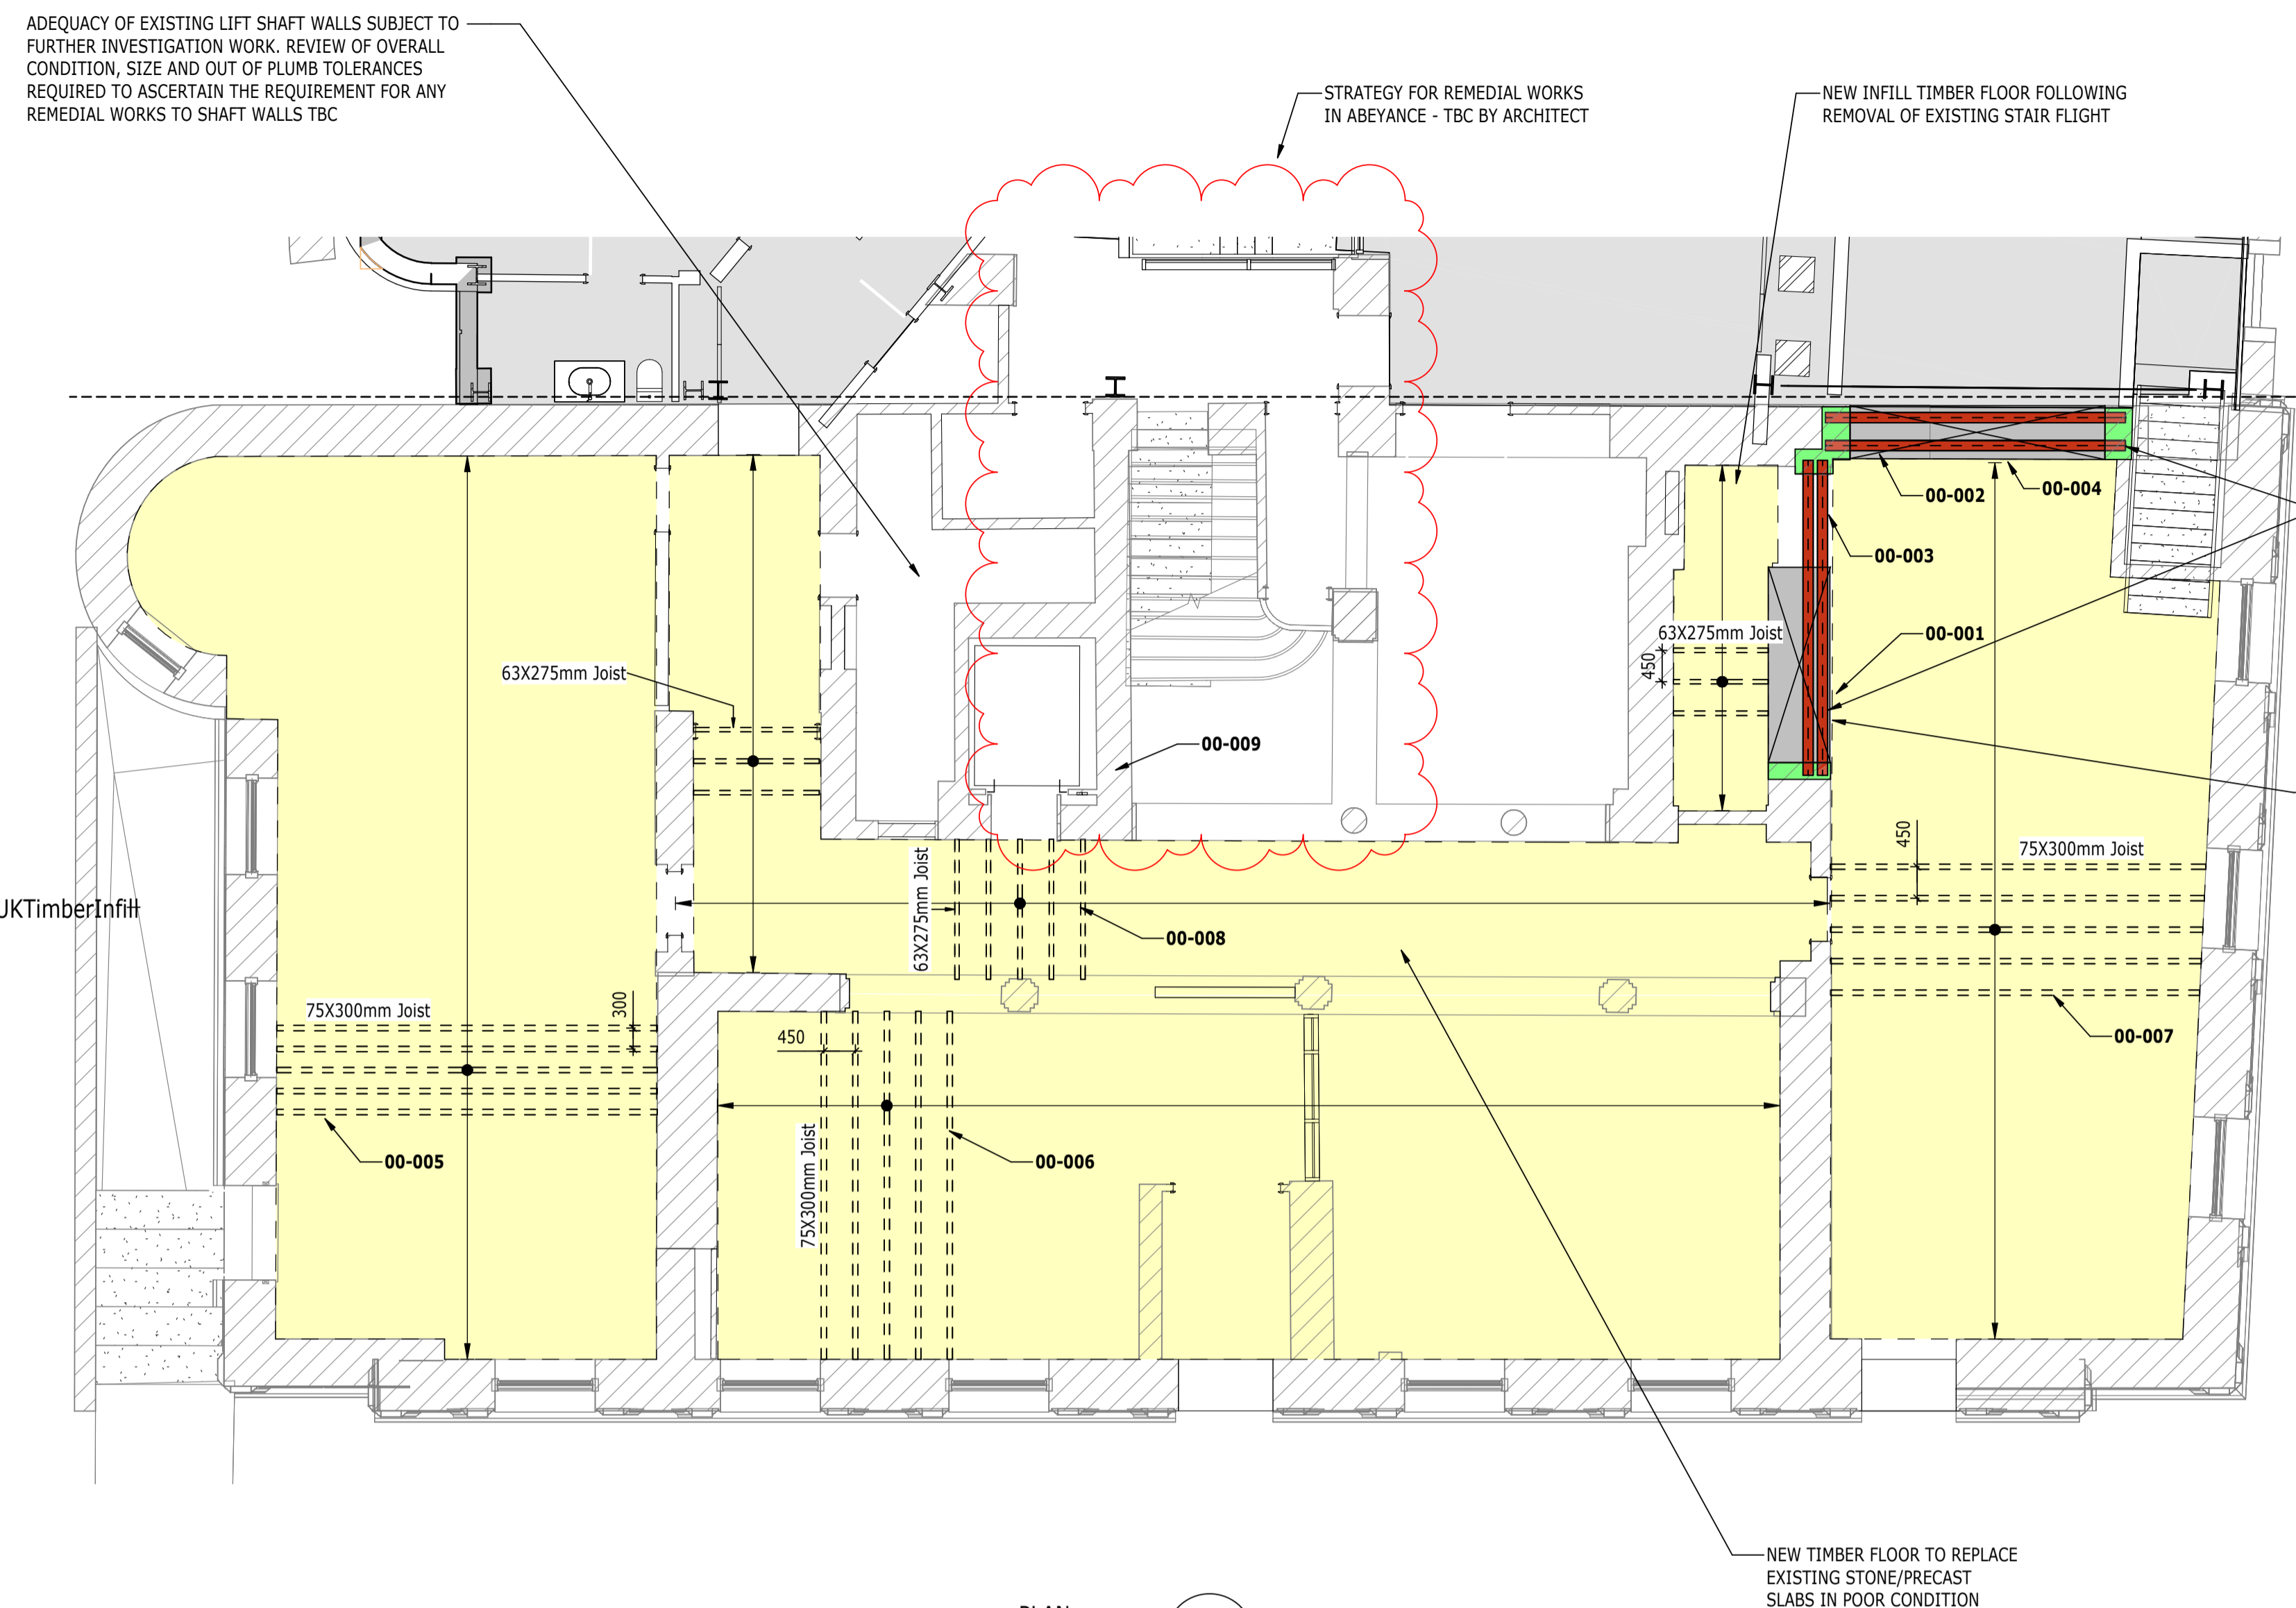 ADEQUACY OF EXISTING LIFT SHAFT WALLS SUBJECT TO
FURTHER INVESTIGATION WORK. REVIEW OF OVERALL
CONDITION, SIZE AND OUT OF PLUMB TOLERANCES
REQUIRED TO ASCERTAIN THE REQUIREMENT FOR ANY
REMEDIAL WORKS TO SHAFT WALLS TBC
STRATEGY FOR REMEDIAL WORKS
IN ABEYANCE - TBC BY ARCHITECT
NEW INFILL TIMBER FLOOR FOLLOWING
REMOVAL OF EXISTING STAIR FLIGHT
00-002
00-004
00-003
63X275mm Joist
450
00-001
63X275mm Joist
00-009
450
75X300mm Joist
UKTimberInfill
63X275mm Joist
00-008
75X300mm Joist
300
450
00-007
75X300mm Joist
00-005
00-006
NEW TIMBER FLOOR TO REPLACE
EXISTING STONE/PRECAST
SLABS IN POOR CONDITION